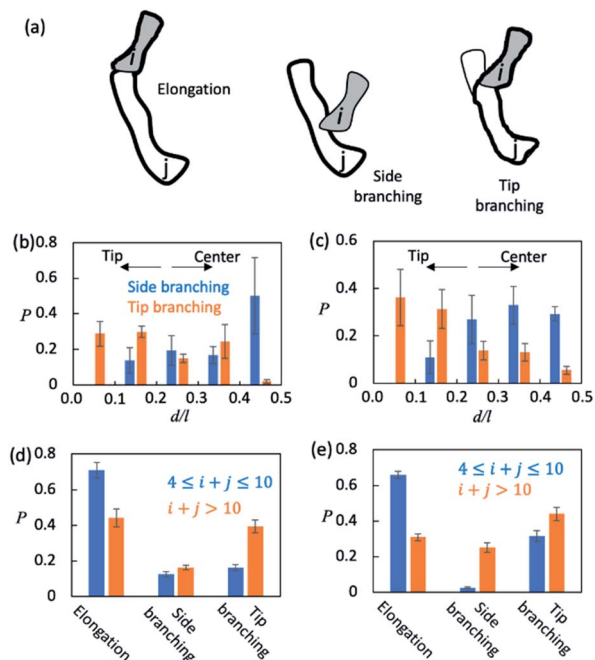 (a)
i
Elongation
j
i
j
Side
branching
i
j
Tip
branching
(b)
0.8
Tip
Center
0.6
Side branching
Tip branching
P
0.4
0.2
0
0.0 0.1 0.2 0.3 0.4 0.5
d/l
(c)
0.6
Tip
Center
0.4
P
0.2
0
0.0 0.1 0.2 0.3 0.4 0.5
d/l
(d)
0.8
4 ≤ i + j ≤ 10
0.6
i + j > 10
P
0.4
0.2
0
Elongation
Side
branching
Tip
branching
(e)
0.8
4 ≤ i + j ≤ 10
0.6
i + j > 10
P
0.4
0.2
0
Elongation
Side
branching
Tip
branching